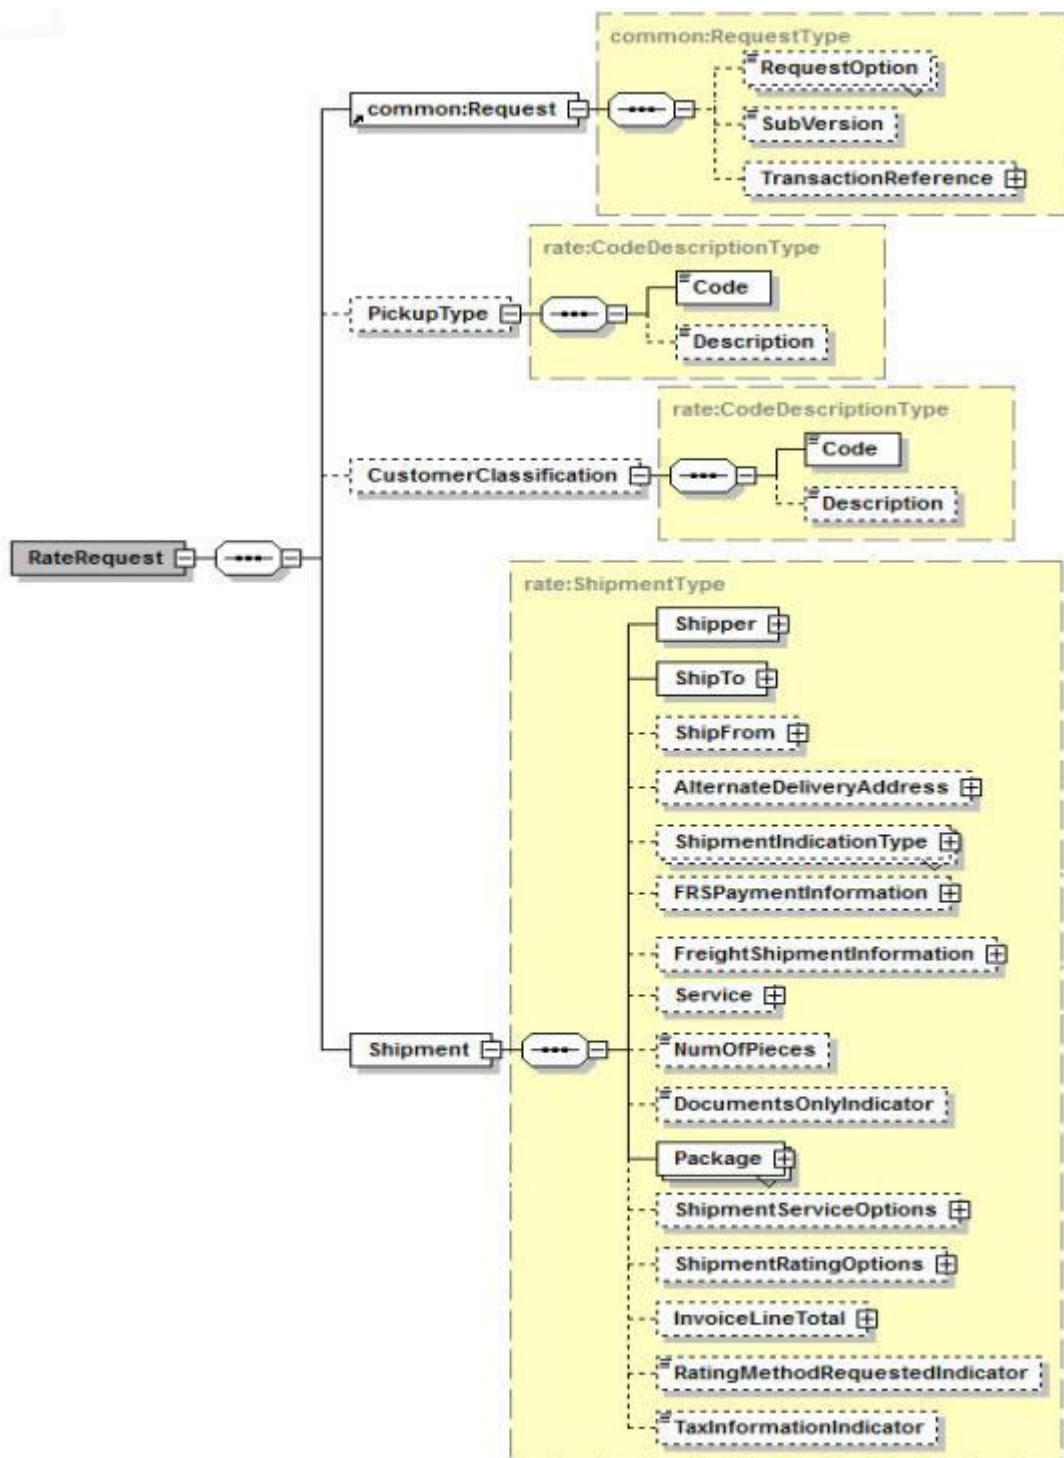 common:RequestType
RequestOption
common:Request
SubVersion
TransactionReference
rate:CodeDescriptionType
Code
PickupType
Description
rate:CodeDescriptionType
Code
CustomerClassification
Description
RateRequest
rate:ShipmentType
Shipper
ShipTo
ShipFrom
AlternateDeliveryAddress
ShipmentIndicationType
FRSPaymentInformation
FreightShipmentInformation
Service
Shipment
NumOfPieces
DocumentsOnlyIndicator
Package
ShipmentServiceOptions
ShipmentRatingOptions
InvoiceLineTotal
RatingMethodRequestedIndicator
TaxInformationIndicator